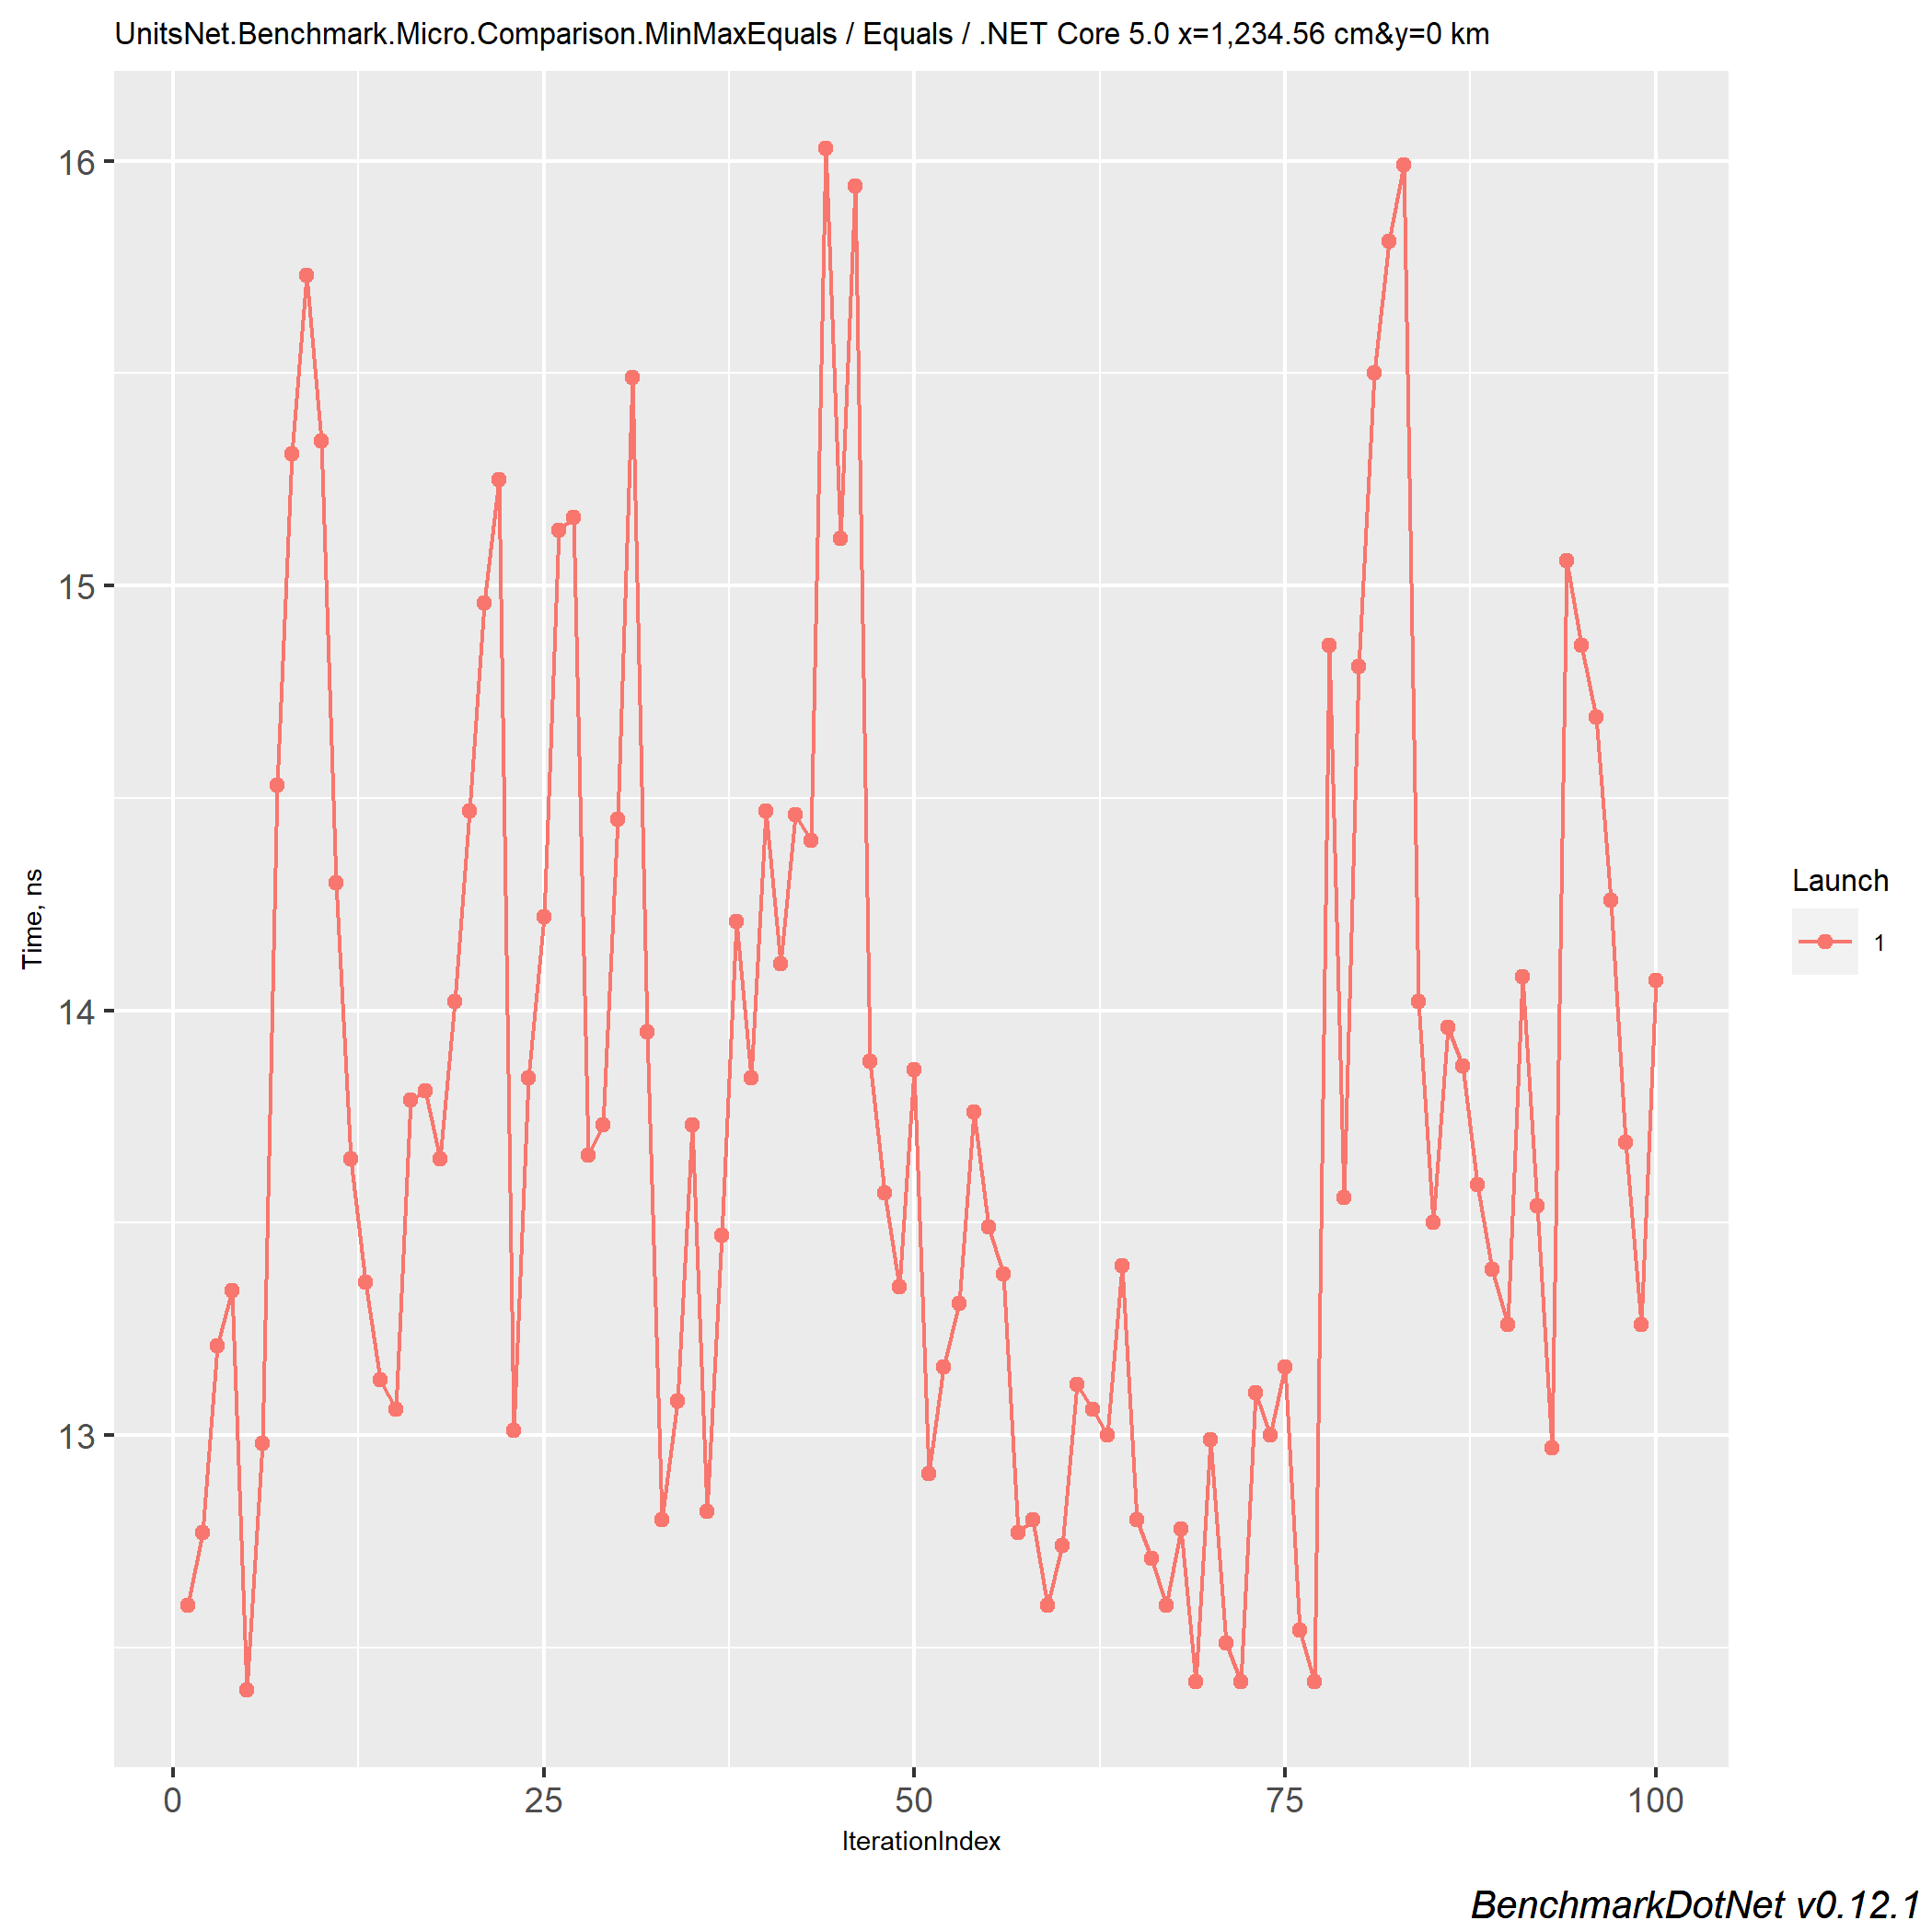 UnitsNet.Benchmark.Micro.Comparison.MinMaxEquals / Equals / .NET Core 5.0 x=1,234.56 cm&y=0 km
16
15
14
13
Time, ns
Launch
1
0 25 50 75 100
IterationIndex
BenchmarkDotNet v0.12.1